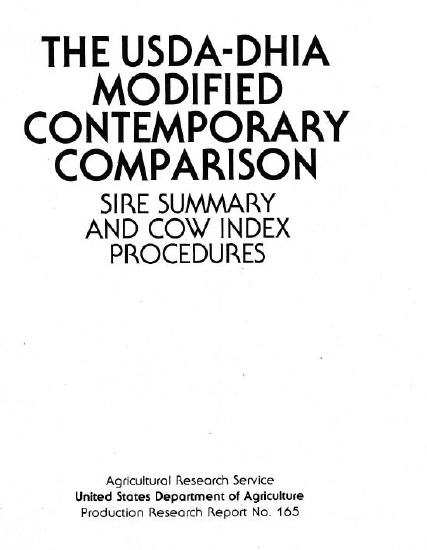 THE USDA-DHIA
MODIFIED
CONTEMPORARY
COMPARISON
SIRE SUMMARY
AND COW INDEX
PROCEDURES
Agricultural Research Service
United States Department of Agriculture
Production Research Report No. 165